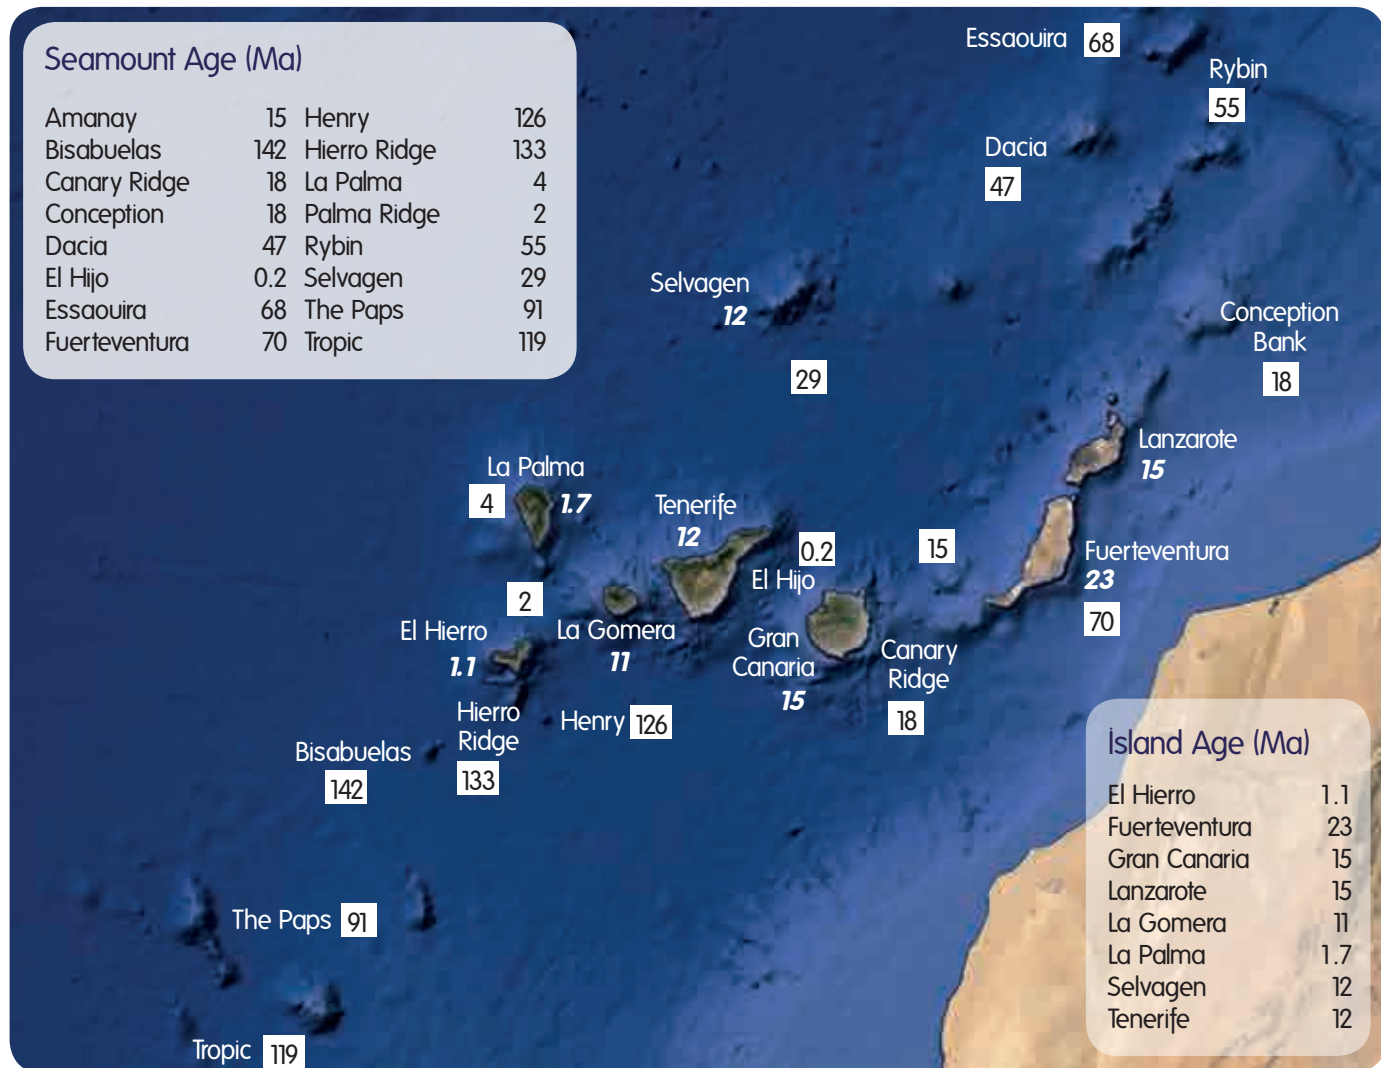 Seamount Age (Ma)
Amanay 15 Henry 126
Bisabuelas 142 Hierro Ridge 133
Canary Ridge 18 La Palma 4
Conception 18 Palma Ridge 2
Dacia 47 Rybin 55
El Hijo 0.2 Selvagen 29
Essaouira 68 The Paps 91
Fuerteventura 70 Tropic 119
Essaouira 68
Rybin
55
Dacia
47
Selvagen
12
29
Conception
Bank
18
Lanzarote
15
La Palma
4 1.7
Tenerife
12
0.2
El Hijo
15
Fuerteventura
23
70
2
El Hierro
1.1
La Gomera
11
Gran
Canaria
15
Canary
Ridge
18
Hierro
Ridge
133
Henry 126
Bisabuelas
142
The Paps 91
Tropic 119
Island Age (Ma)
El Hierro 1.1
Fuerteventura 23
Gran Canaria 15
Lanzarote 15
La Gomera 11
La Palma 1.7
Selvagen 12
Tenerife 12